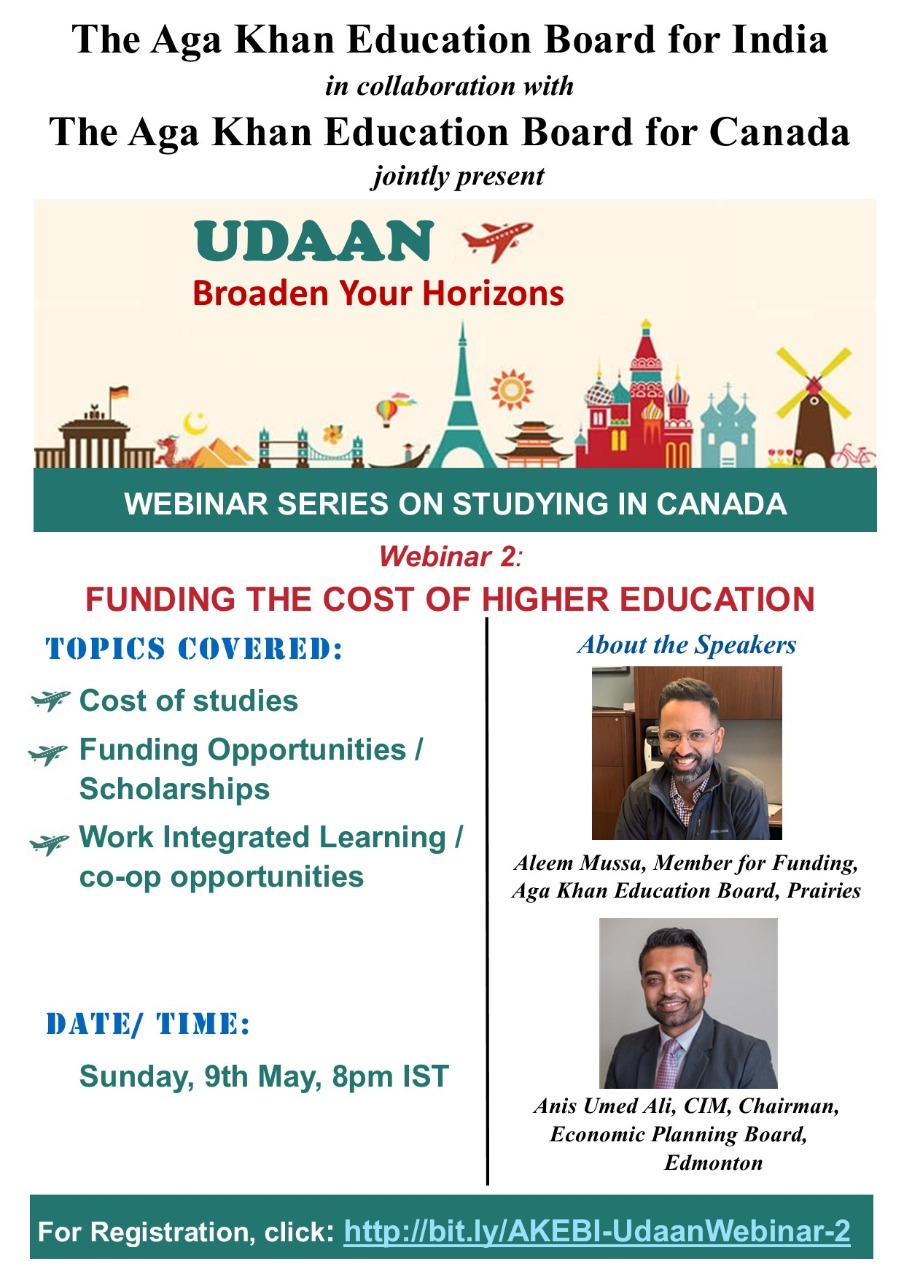 The Aga Khan Education Board for India
in collaboration with
The Aga Khan Education Board for Canada
jointly present
UDAAN
Broaden Your Horizons
WEBINAR SERIES ON STUDYING IN CANADA
Webinar 2:
FUNDING THE COST OF HIGHER EDUCATION
TOPICS COVERED:
Cost of studies
Funding Opportunities /
Scholarships
Work Integrated Learning /
co-op opportunities
DATE/ TIME:
Sunday, 9th May, 8pm IST
About the Speakers
Aleem Mussa, Member for Funding,
Aga Khan Education Board, Prairies
Anis Umed Ali, CIM, Chairman,
Economic Planning Board,
Edmonton
For Registration, click: http://bit.ly/AKEBI-UdaanWebinar-2